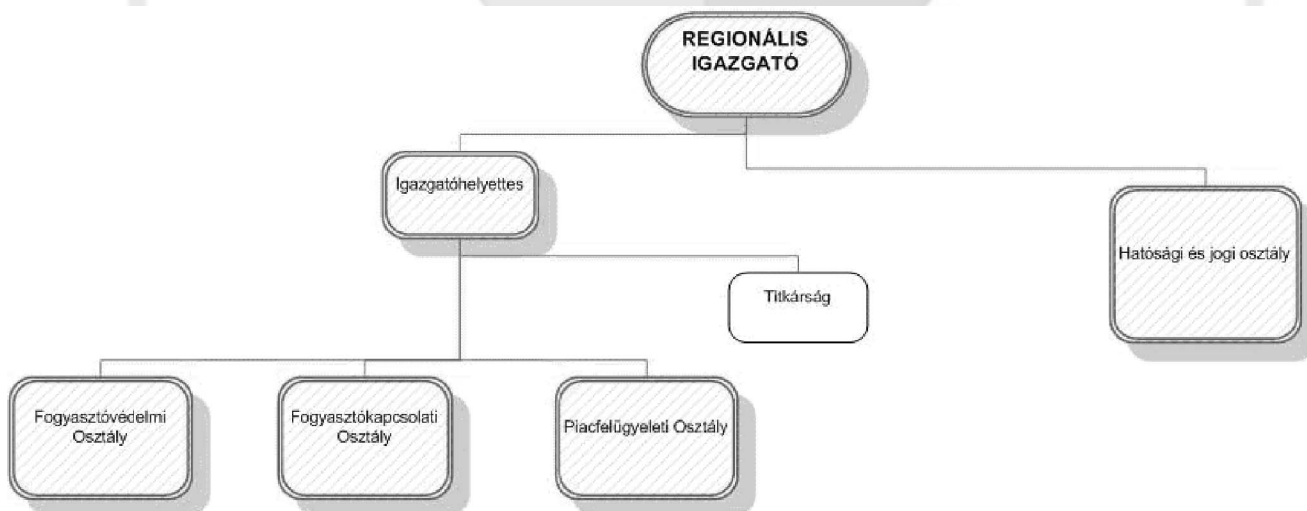 REGIONÁLIS
IGAZGATÓ
Igazgatóhelyettes
Hatósági és jogi osztály
Titkárság
Fogyasztóvédelmi
Osztály
Fogyasztókapcsolati
Osztály
Piacfelügyeleti Osztály